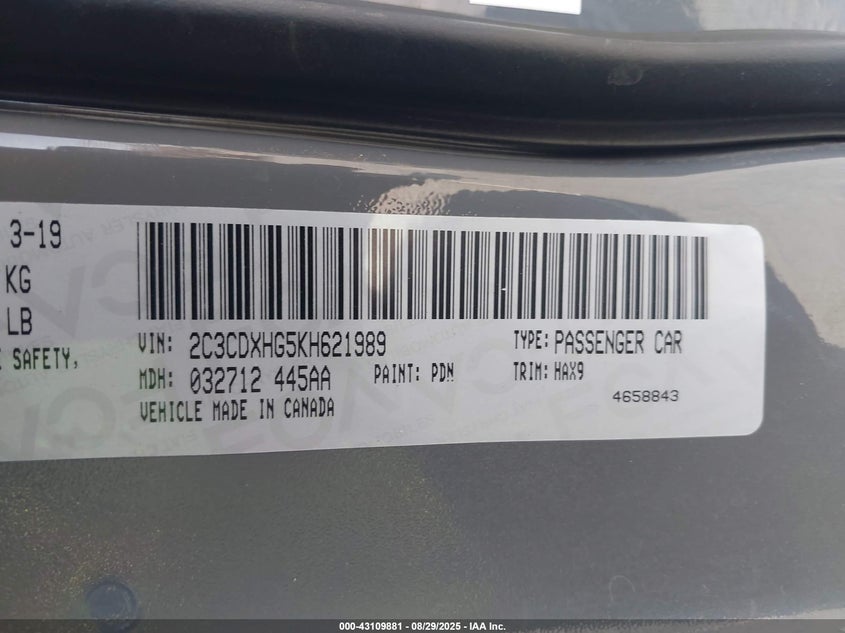 3-19
KG
LB
SAFETY,
VIN: 2C3CDXHG5KH621989 TYPE: PASSENGER CAR
MDH: 032712 445AA PAINT: PDN TRIM: HAX9
VEHICLE MADE IN CANADA 4658843
000-43109881 - 08/29/2025 - IAA Inc.